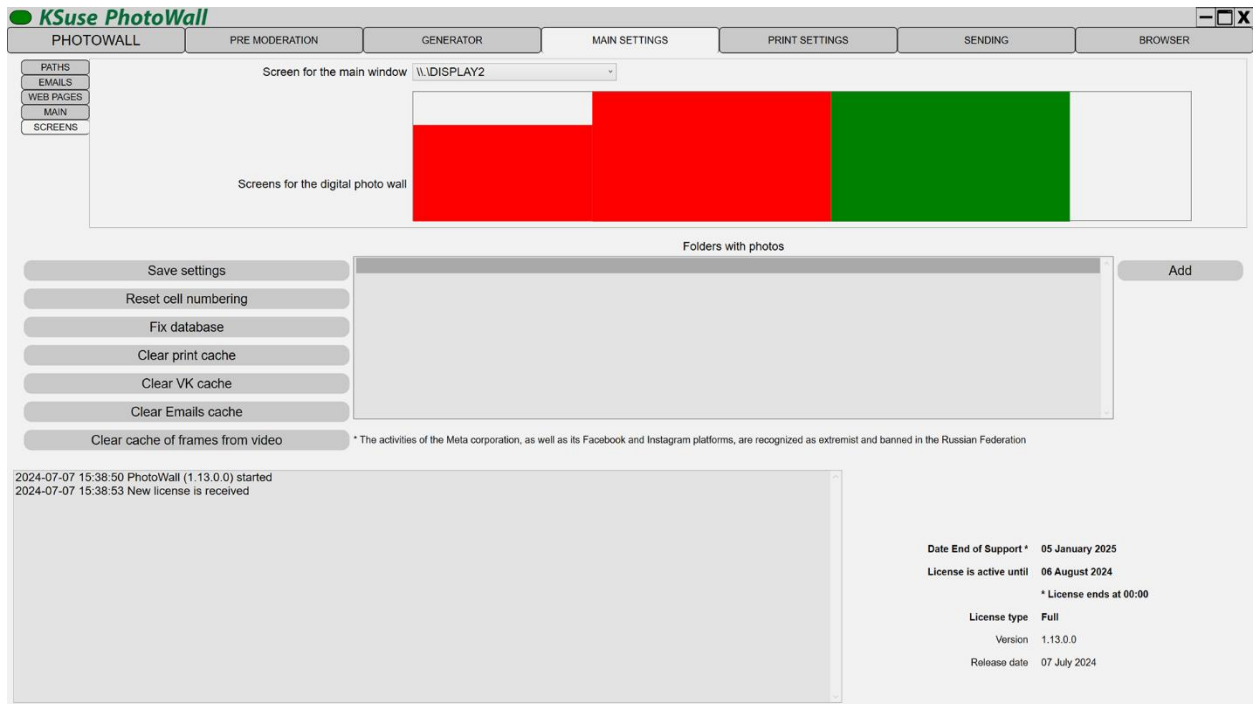 KSuse PhotoWall
PHOTOWALL
PRE MODERATION
GENERATOR
MAIN SETTINGS
PRINT SETTINGS
SENDING
BROWSER
PATHS
EMAILS
WEB PAGES
MAIN
SCREENS
Screen for the main window
\\.\DISPLAY2
Screens for the digital photo wall
Folders with photos
Save settings
Add
Reset cell numbering
Fix database
Clear print cache
Clear VK cache
Clear Emails cache
Clear cache of frames from video
* The activities of the Meta corporation, as well as its Facebook and Instagram platforms, are recognized as extremist and banned in the Russian Federation
2024-07-07 15:38:50 PhotoWall (1.13.0.0) started
2024-07-07 15:38:53 New license is received
Date End of Support * 05 January 2025
License is active until 06 August 2024
* License ends at 00:00
License type Full
Version 1.13.0.0
Release date 07 July 2024